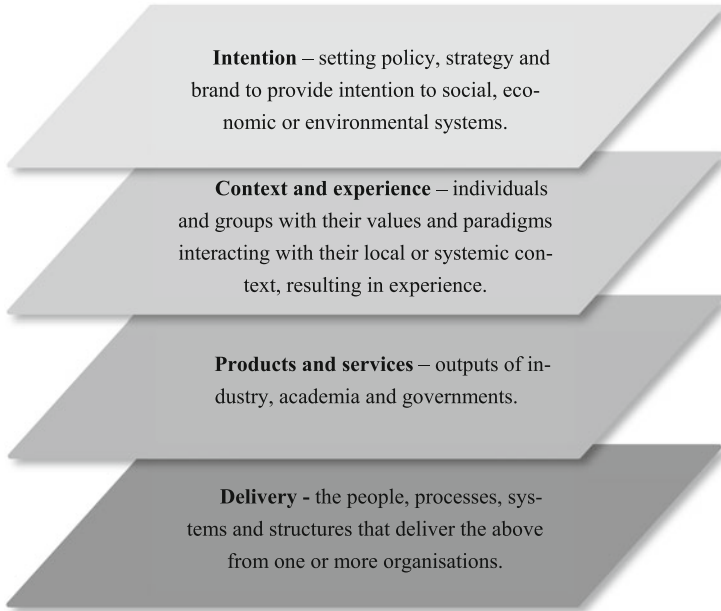 Intention – setting policy, strategy and
brand to provide intention to social, eco-
nomic or environmental systems.
Context and experience – individuals
and groups with their values and paradigms
interacting with their local or systemic con-
text, resulting in experience.
Products and services – outputs of in-
dustry, academia and governments.
Delivery - the people, processes, sys-
tems and structures that deliver the above
from one or more organisations.